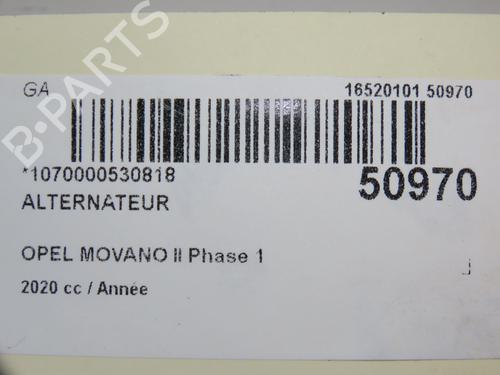 GA
16520101 50970
*1070000530818
50970
ALTERNATEUR
OPEL MOVANO II Phase 1
2020 cc / Année
B-PARTS